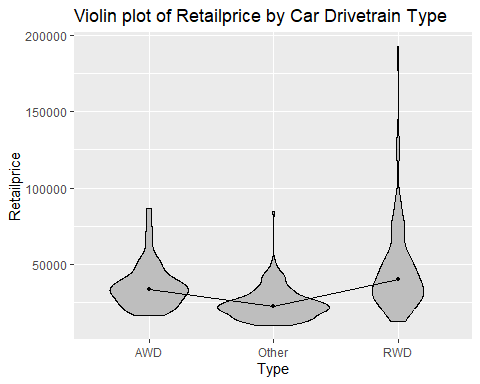 Violin plot of Retailprice by Car Drivetrain Type
200000
150000
100000
50000
Retailprice
AWD
Other
RWD
Type